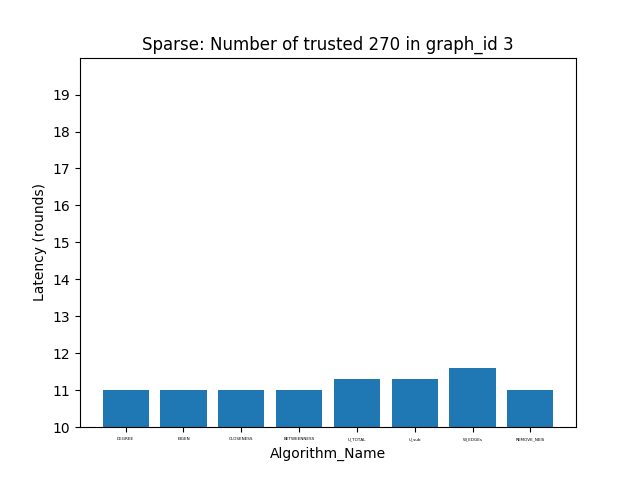 Sparse: Number of trusted 270 in graph_id 3
Latency (rounds)
19
18
17
16
15
14
13
12
11
10
DEGREE EIGEN CLOSENESS BETWEENNESS U_TOTAL U_sub W_EDGEs REMOVE_NEIS
Algorithm_Name